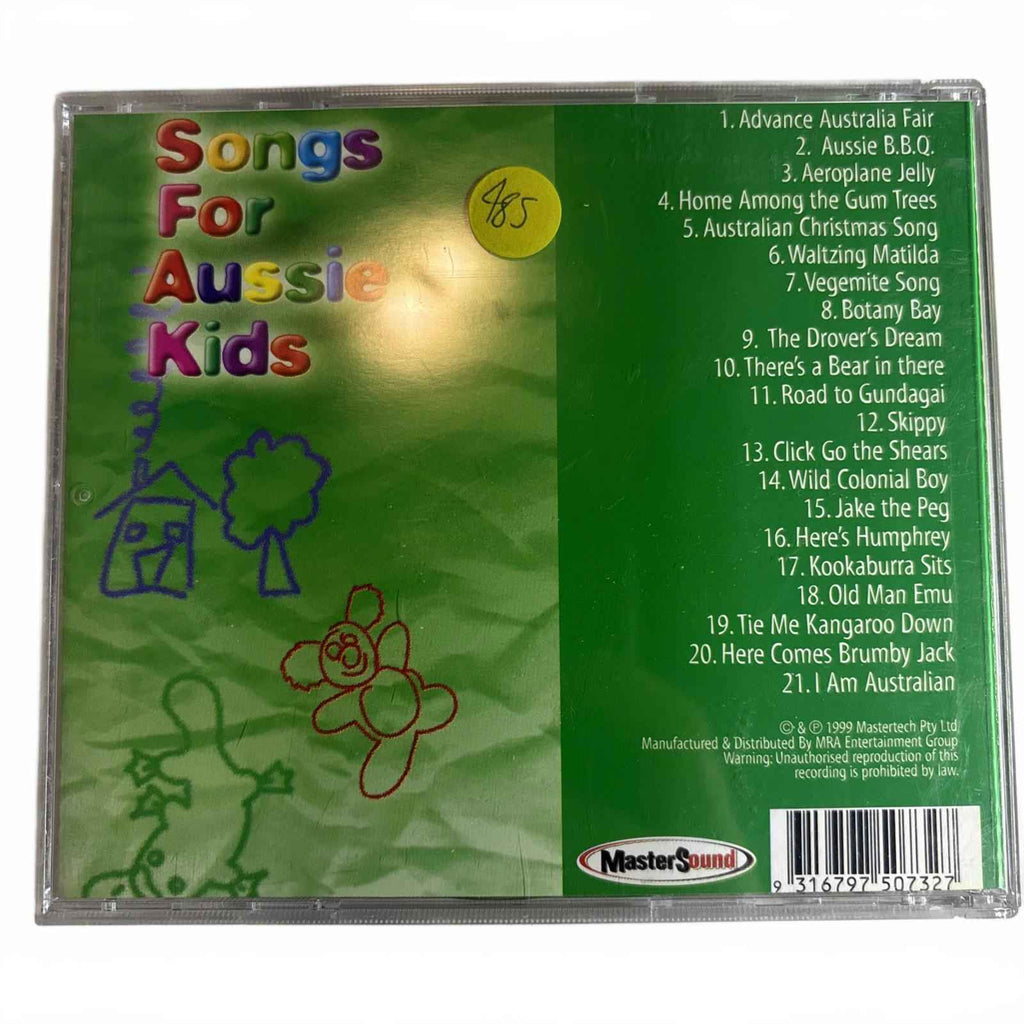 Songs
For
Aussie
Kids
485
1. Advance Australia Fair
2. Aussie B.B.Q.
3. Aeroplane Jelly
4. Home Among the Gum Trees
5. Australian Christmas Song
6. Waltzing Matilda
7. Vegemite Song
8. Botany Bay
9. The Drover's Dream
10. There's a Bear in there
11. Road to Gundagai
12. Skippy
13. Click Go the Shears
14. Wild Colonial Boy
15. Jake the Peg
16. Here's Humphrey
17. Kookaburra Sits
18. Old Man Emu
19. Tie Me Kangaroo Down
20. Here Comes Brumby Jack
21. I Am Australian
© & ℗ 1999 Mastertech Pty Ltd
Manufactured & Distributed By MRA Entertainment Group
Warning: Unauthorised reproduction of this
recording is prohibited by law.
MasterSound
9 316797 507327